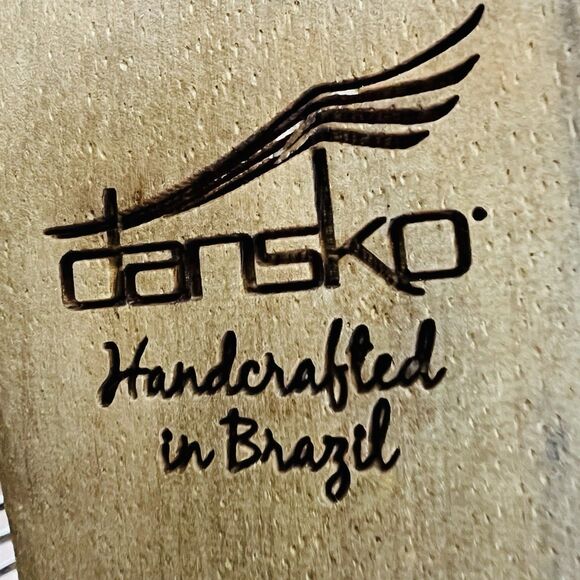 dansko
Handcrafted
in Brazil